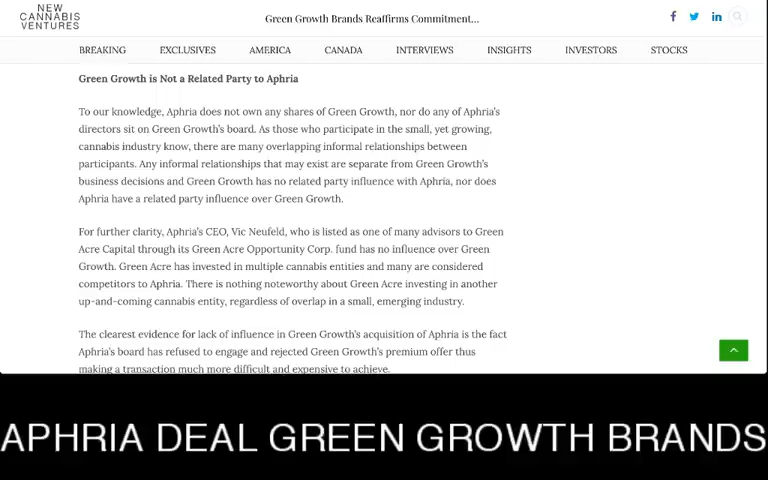 NEW
CANNABIS
VENTURES
Green Growth Brands Reaffirms Commitment...
BREAKING EXCLUSIVES AMERICA CANADA INTERVIEWS INSIGHTS INVESTORS STOCKS
Green Growth is Not a Related Party to Aphria
To our knowledge, Aphria does not own any shares of Green Growth, nor do any of Aphria's
directors sit on Green Growth's board. As those who participate in the small, yet growing,
cannabis industry know, there are many overlapping informal relationships between
participants. Any informal relationships that may exist are separate from Green Growth's
business decisions and Green Growth has no related party influence with Aphria, nor does
Aphria have a related party influence over Green Growth.
For further clarity, Aphria's CEO, Vic Neufeld, who is listed as one of many advisors to Green
Acre Capital through its Green Acre Opportunity Corp. fund has no influence over Green
Growth. Green Acre has invested in multiple cannabis entities and many are considered
competitors to Aphria. There is nothing noteworthy about Green Acre investing in another
up-and-coming cannabis entity, regardless of overlap in a small, emerging industry.
The clearest evidence for lack of influence in Green Growth's acquisition of Aphria is the fact
Aphria's board has refused to engage and rejected Green Growth's premium offer thus
making a transaction much more difficult and expensive to achieve.
APHRIA DEAL GREEN GROWTH BRANDS